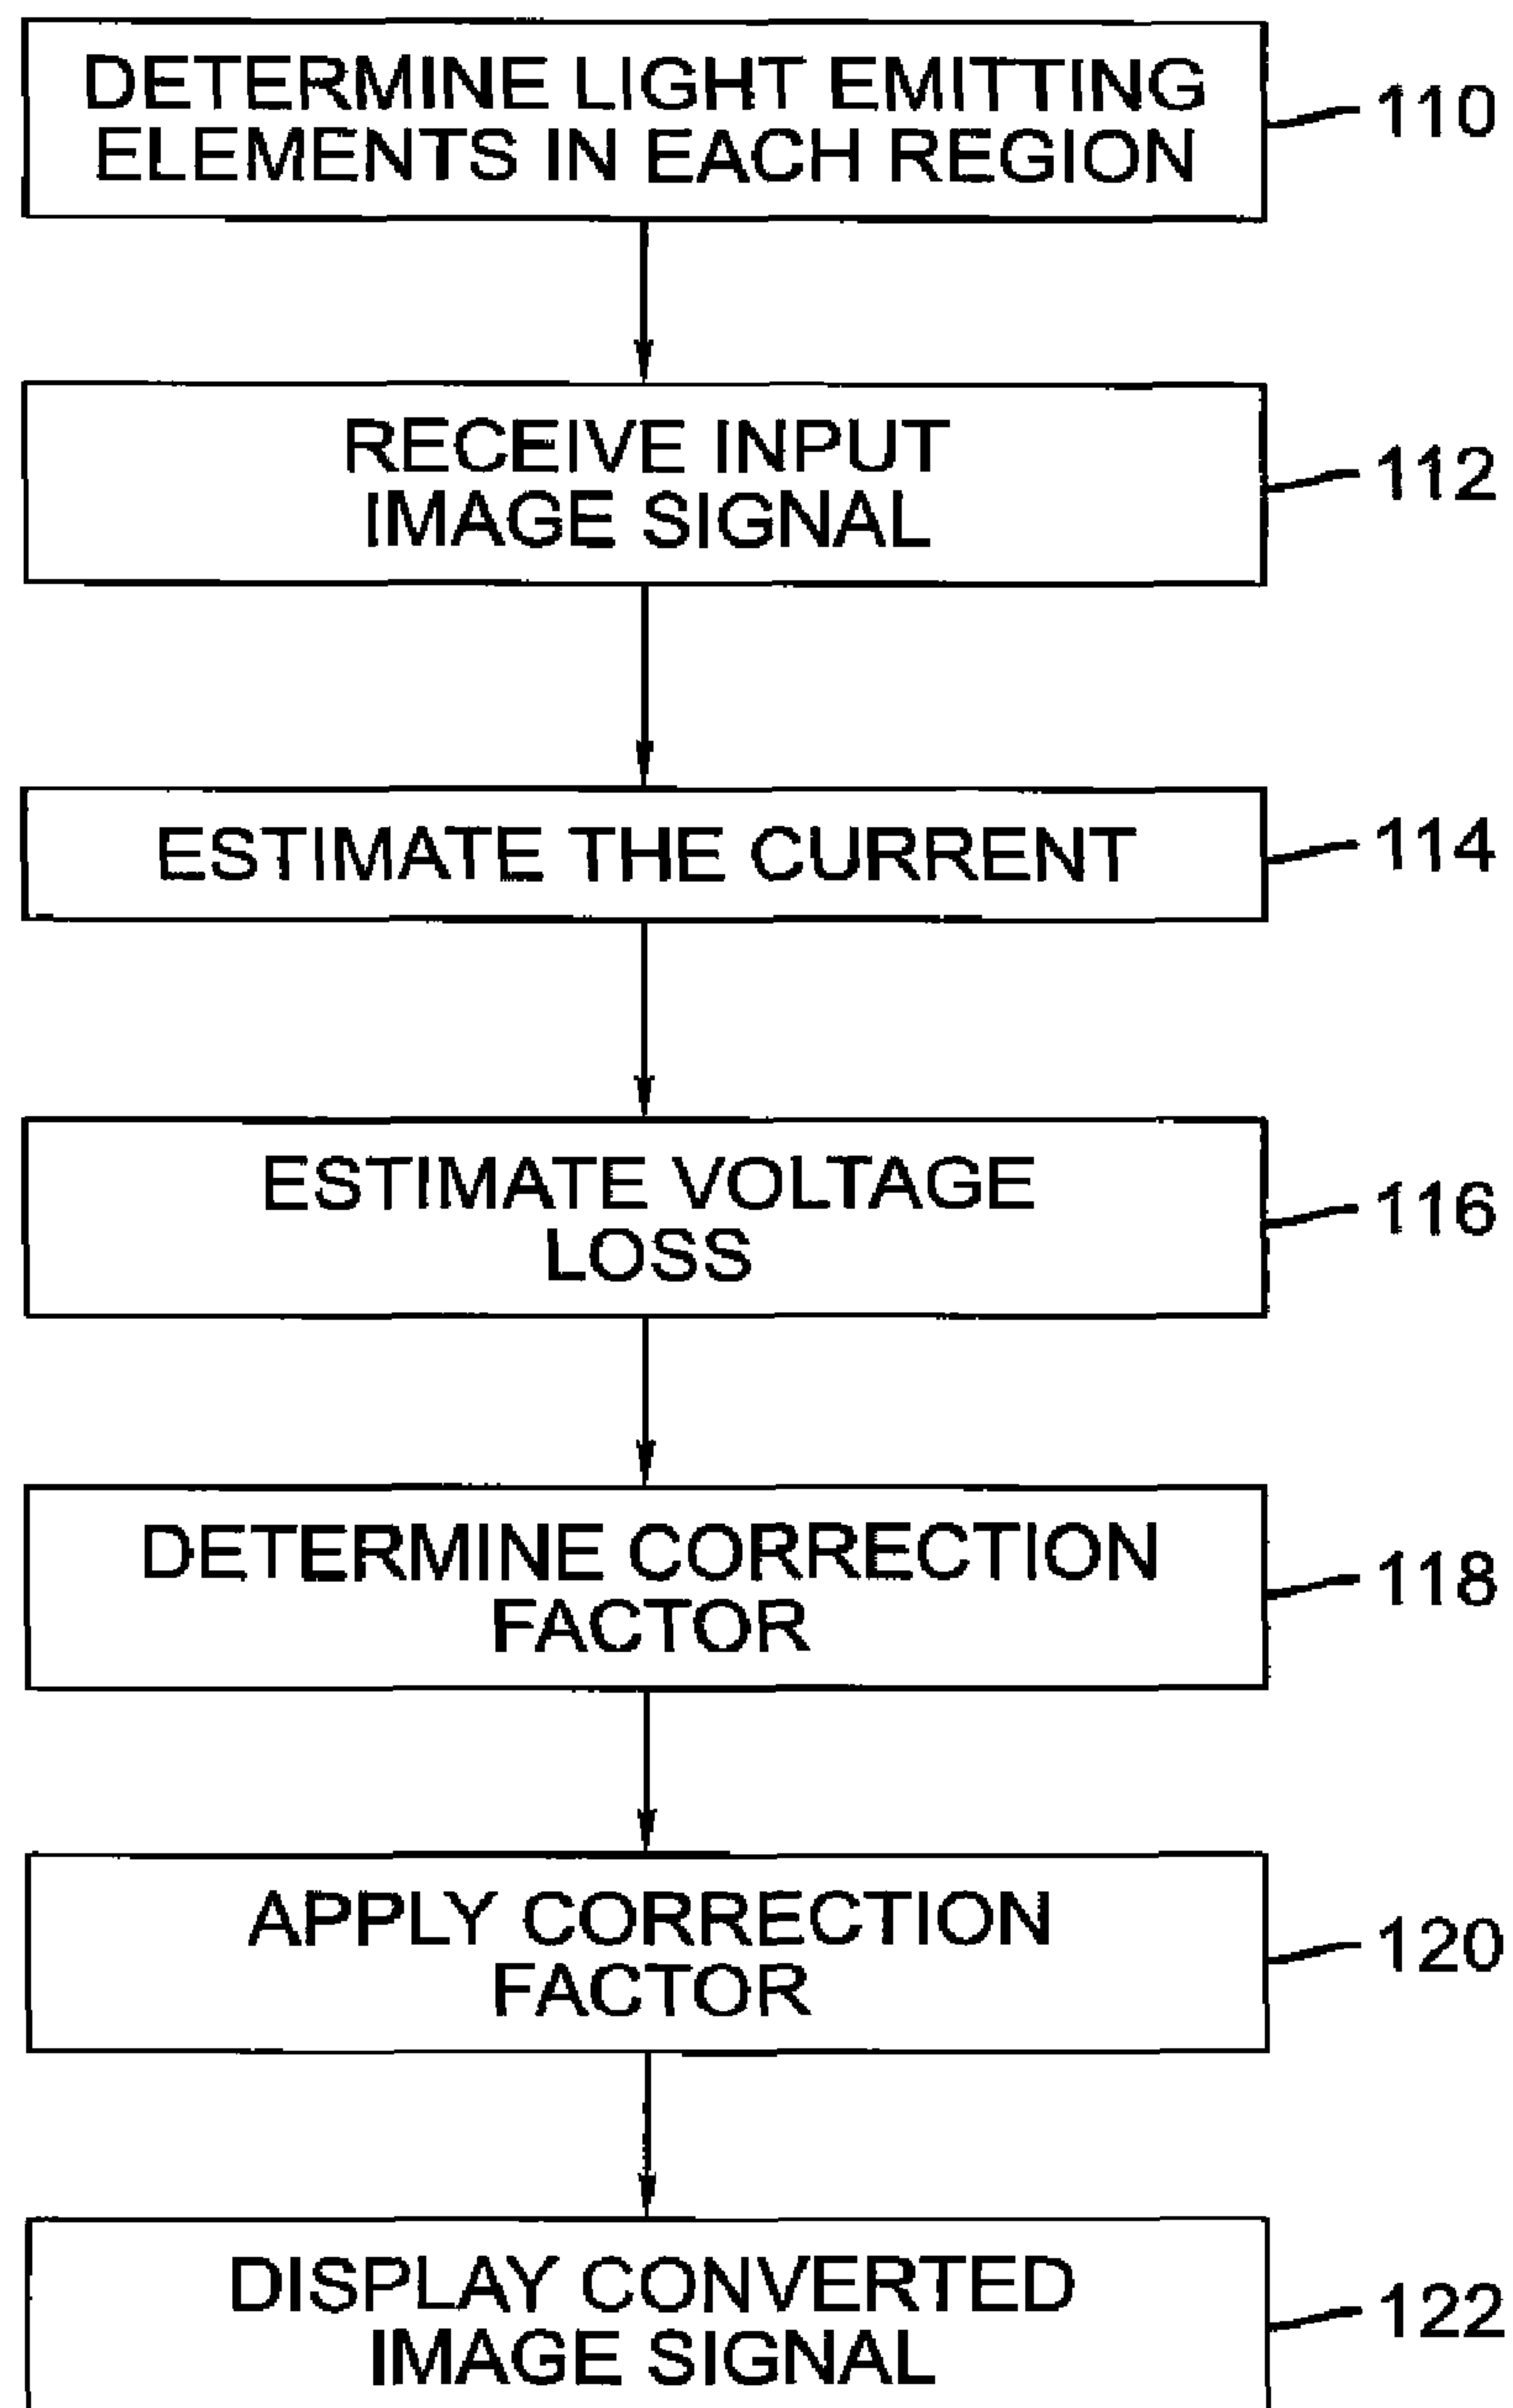 DETERMINE LIGHT EMITTING
ELEMENTS IN EACH REGION
110
RECEIVE INPUT
IMAGE SIGNAL
112
ESTIMATE THE CURRENT
114
ESTIMATE VOLTAGE
LOSS
116
DETERMINE CORRECTION
FACTOR
118
APPLY CORRECTION
FACTOR
120
DISPLAY CONVERTED
IMAGE SIGNAL
122